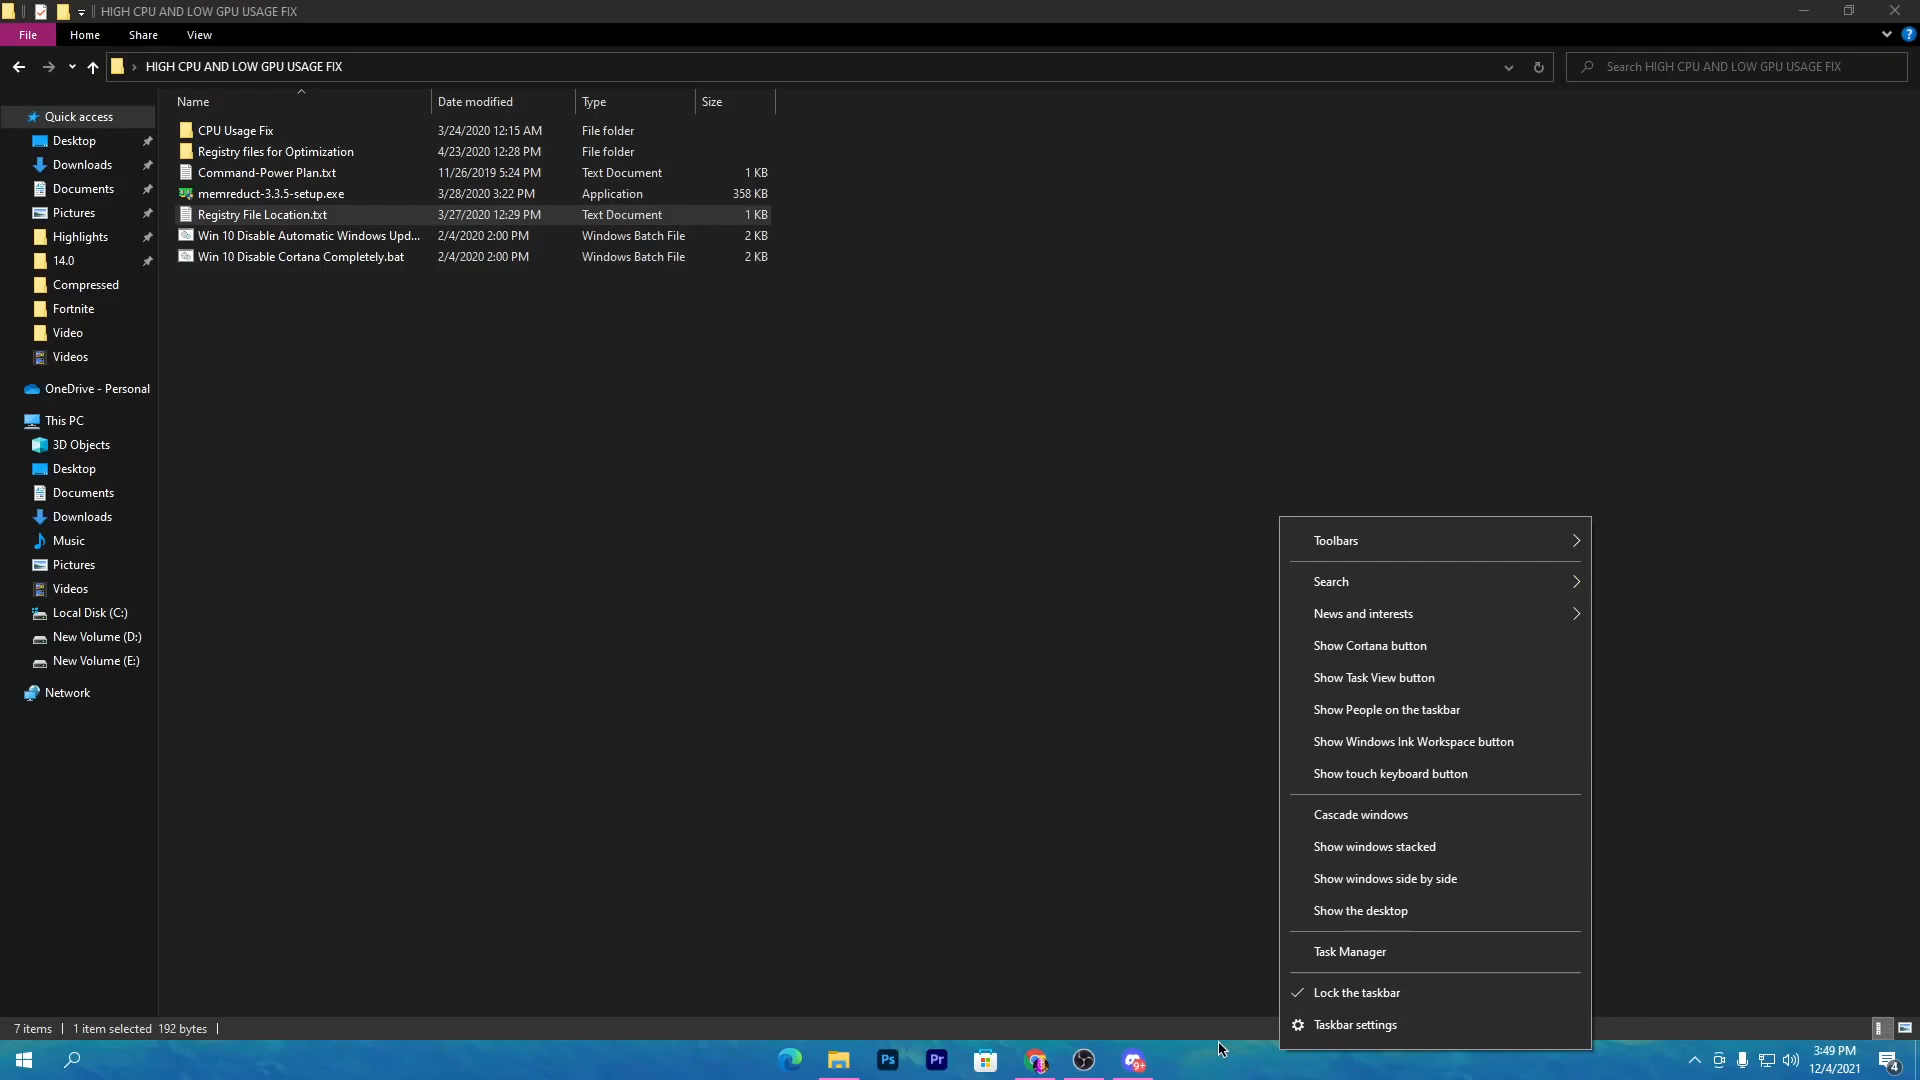 HIGH CPU AND LOW GPU USAGE FIX
File Home Share View
HIGH CPU AND LOW GPU USAGE FIX
Search HIGH CPU AND LOW GPU USAGE FIX
Name Date modified Type Size
CPU Usage Fix 3/24/2020 12:15 AM File folder
Registry files for Optimization 4/23/2020 12:28 PM File folder
Command-Power Plan.txt 11/26/2019 5:24 PM Text Document 1 KB
memreduct-3.3.5-setup.exe 3/28/2020 3:22 PM Application 358 KB
Registry File Location.txt 3/27/2020 12:29 PM Text Document 1 KB
Win 10 Disable Automatic Windows Upd... 2/4/2020 2:00 PM Windows Batch File 2 KB
Win 10 Disable Cortana Completely.bat 2/4/2020 2:00 PM Windows Batch File 2 KB
Quick access
Desktop
Downloads
Documents
Pictures
Highlights
14.0
Compressed
Fortnite
Video
Videos
OneDrive - Personal
This PC
3D Objects
Desktop
Documents
Downloads
Music
Pictures
Videos
Local Disk (C:)
New Volume (D:)
New Volume (E:)
Network
Toolbars
Search
News and interests
Show Cortana button
Show Task View button
Show People on the taskbar
Show Windows Ink Workspace button
Show touch keyboard button
Cascade windows
Show windows stacked
Show windows side by side
Show the desktop
Task Manager
Lock the taskbar
Taskbar settings
7 items 1 item selected 192 bytes
Ps Pr 9+
3:49 PM
12/4/2021
4